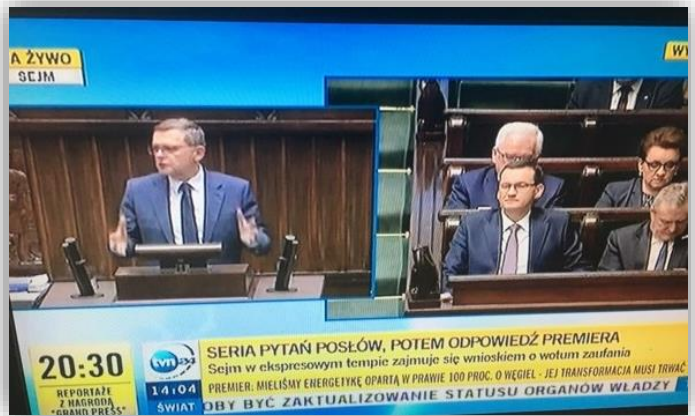 A ŻYWO
SEJM
WY
SERIA PYTAŃ POSŁÓW, POTEM ODPOWIEDŹ PREMIERA
Sejm w ekspresowym tempie zajmuje się wnioskiem o wotum zaufania
PREMIER: MIELIŚMY ENERGETYKĘ OPARTĄ W PRAWIE 100 PROC. O WĘGIEL - JEJ TRANSFORMACJA MUSI TRWAĆ
OBY BYĆ ZAKTUALIZOWANIE STATUSU ORGANÓW WŁADZY
tvn24
14:04
ŚWIAT
20:30
REPORTAŻE
Z NAGRODĄ
"GRAND PRESS"